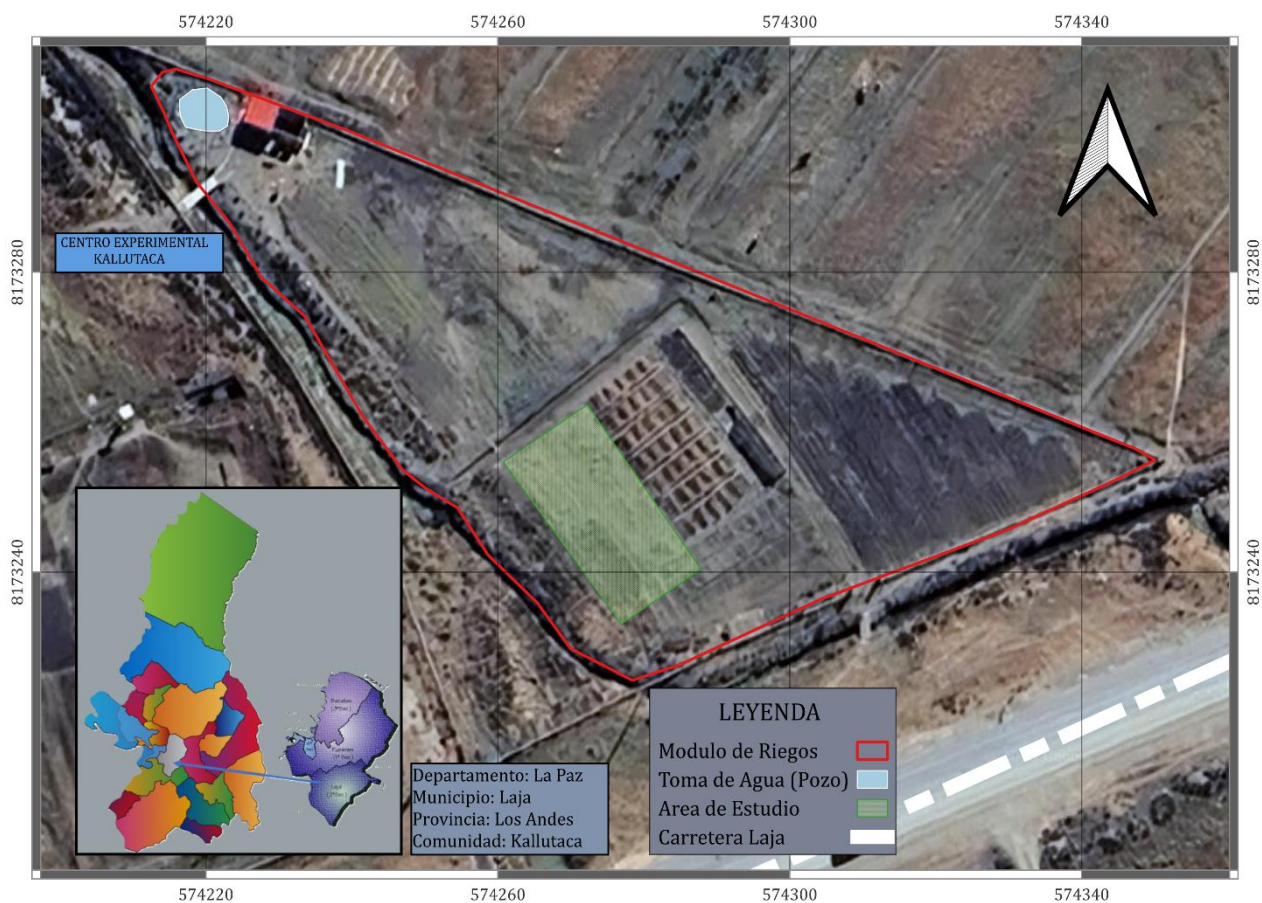 574220 574260 574300 574340
8173280 8173280
CENTRO EXPERIMENTAL
KALLUTACA
8173240 8173240
Laja
LEYENDA
Modulo de Riegos
Toma de Agua (Pozo)
Area de Estudio
Carretera Laja
Departamento: La Paz
Municipio: Laja
Provincia: Los Andes
Comunidad: Kallutaca
574220 574260 574300 574340